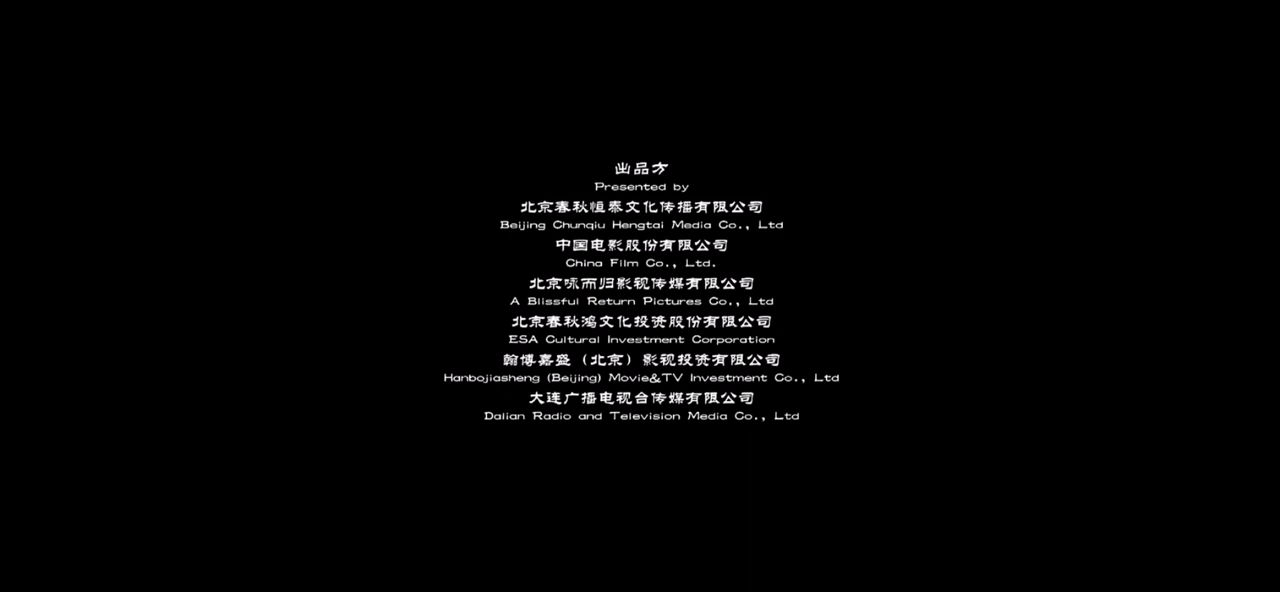 出品方
Presented by
北京春秋恒泰文化传播有限公司
Beijing Chunqiu Hengtai Media Co., Ltd
中国电影股份有限公司
China Film Co., Ltd.
北京咏而归影视传媒有限公司
A Blissful Return Pictures Co., Ltd
北京春秋鸿文化投资股份有限公司
ESA Cultural Investment Corporation
翰博嘉盛（北京）影视投资有限公司
Hanbojiasheng (Beijing) Movie&TV Investment Co., Ltd
大连广播电视台传媒有限公司
Dalian Radio and Television Media Co., Ltd